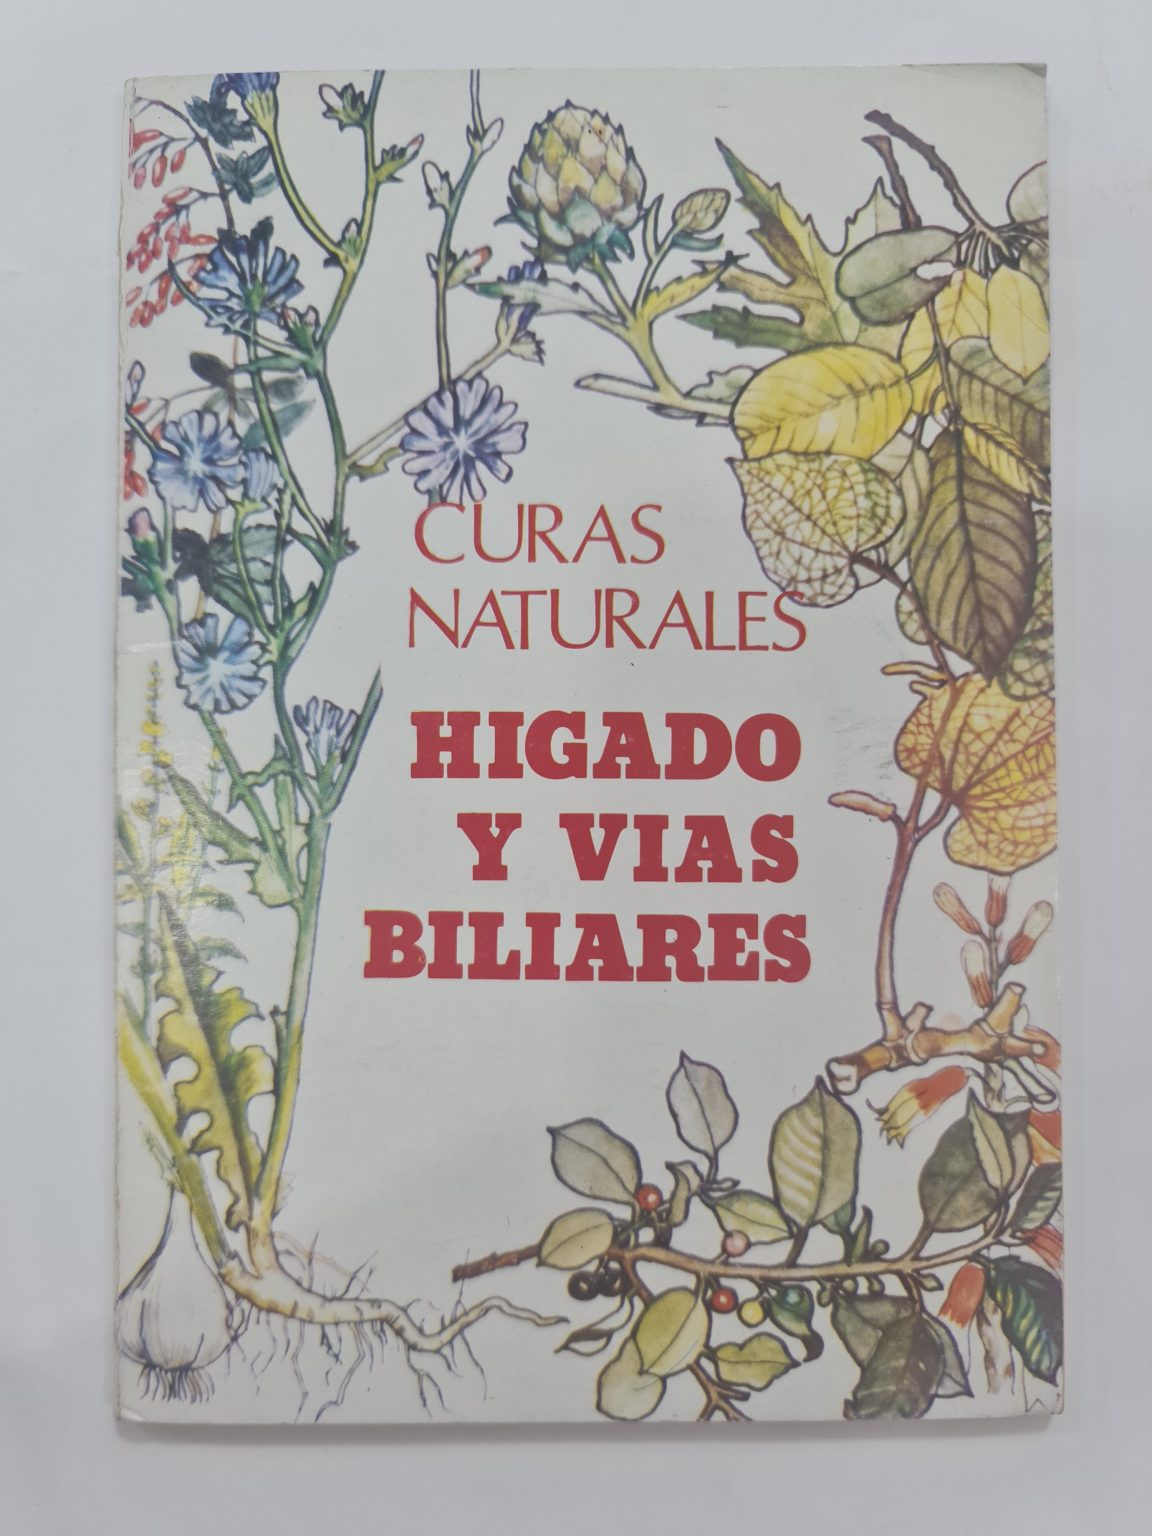 CURAS
NATURALES
HIGADO
Y VIAS
BILIARES